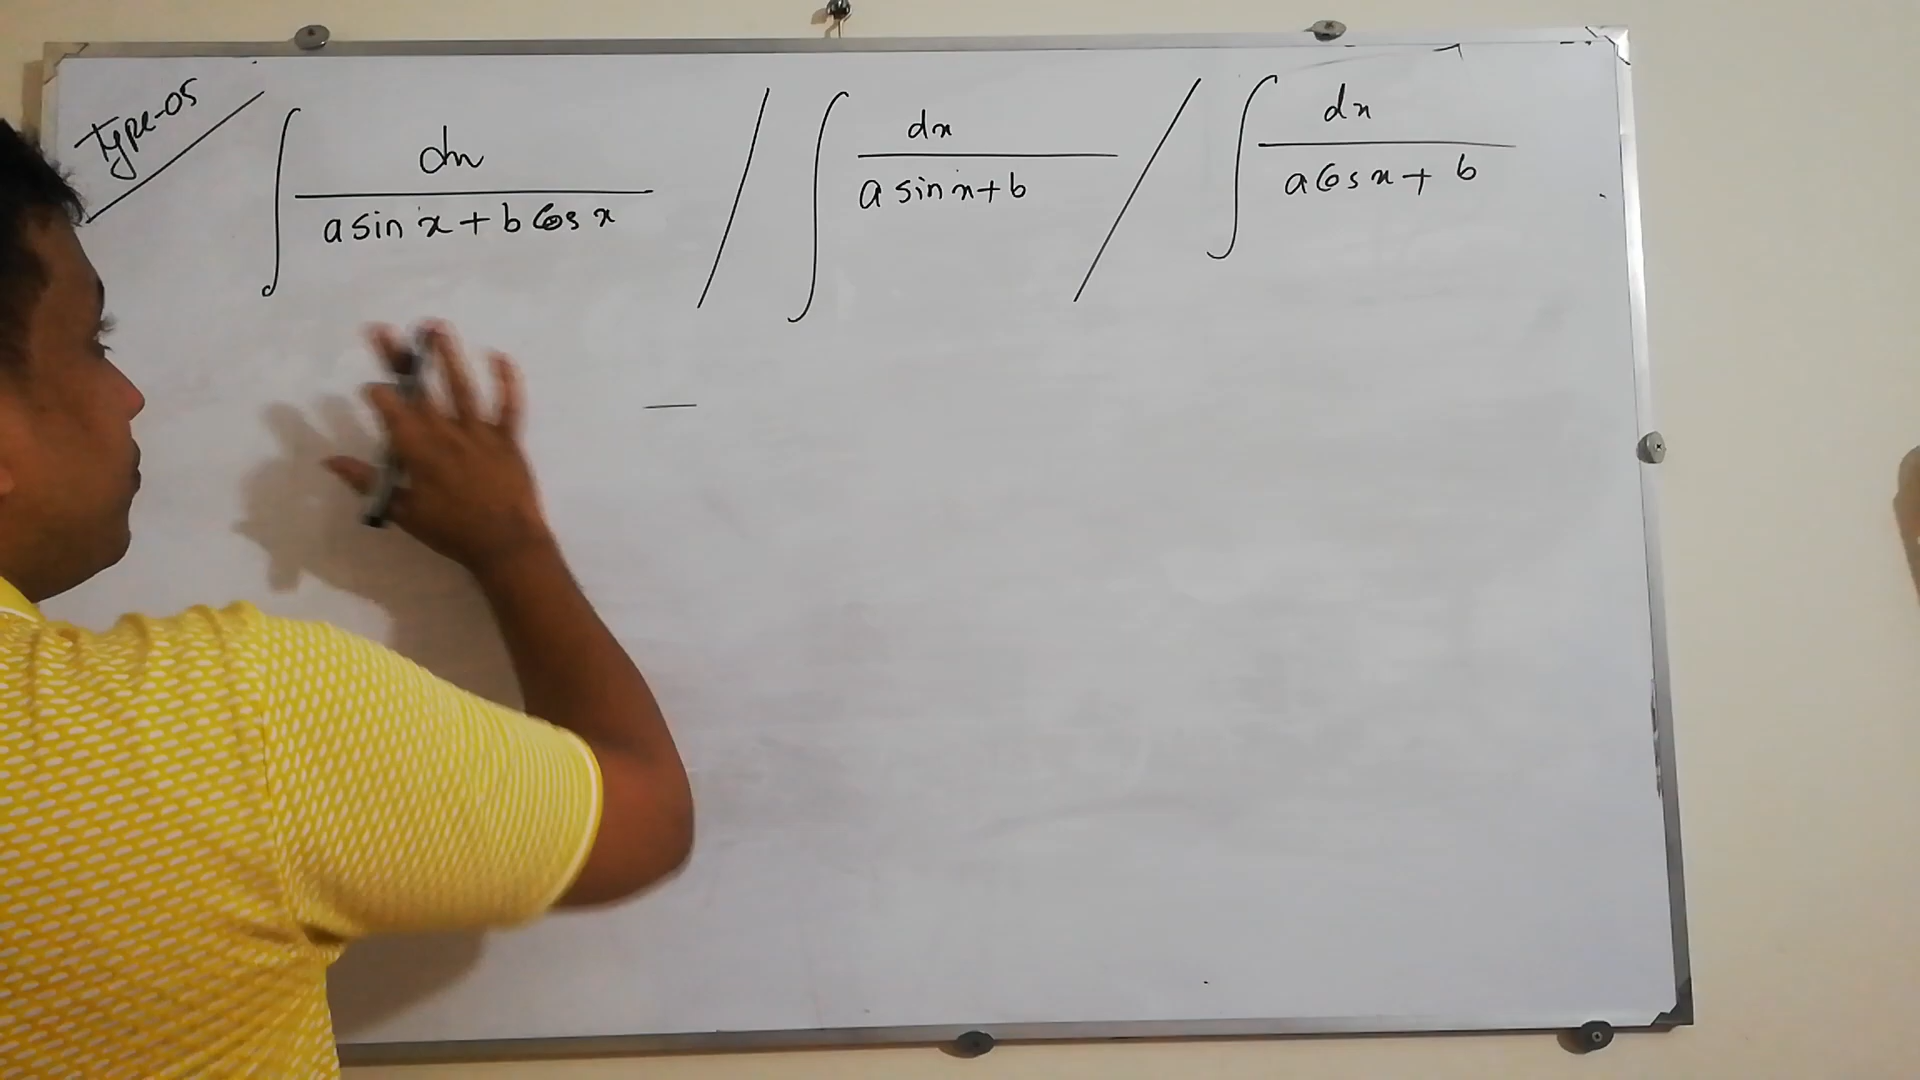 Type-05
∫ dx / (a sin x + b cos x) / ∫ dx / (a sin x + b) / ∫ dx / (a cos x + b)